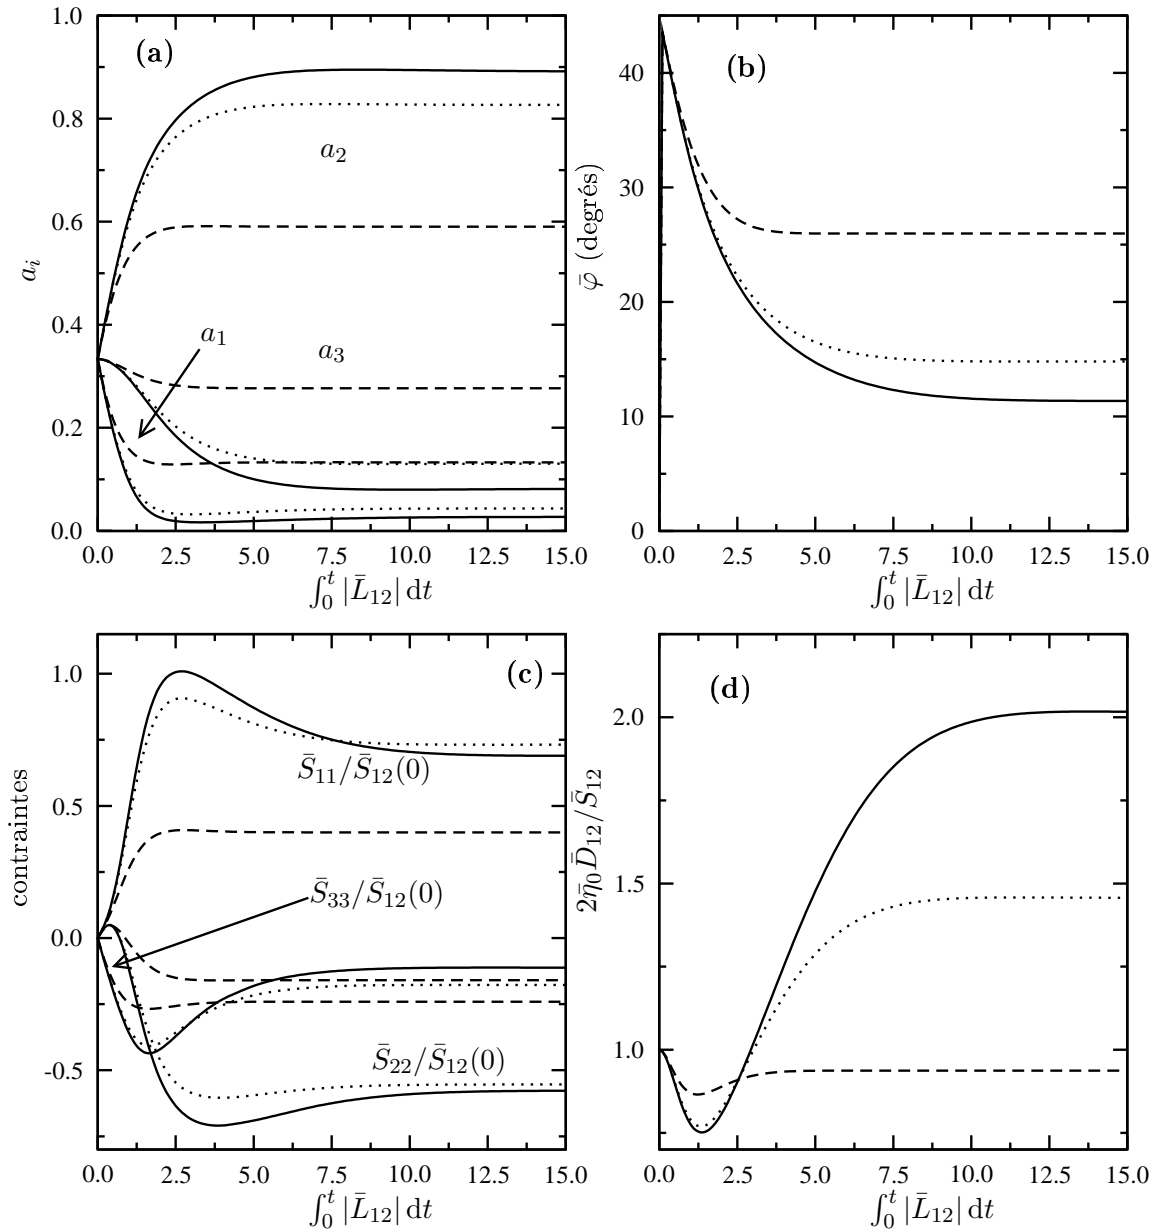 (a)
1.0
0.8
0.6
0.4
0.2
0.0
a_i
a_2
a_1
a_3
0.0 2.5 5.0 7.5 10.0 12.5 15.0
∫_0^t |L̄_12| dt
(b)
40
30
20
10
0
φ̄ (degrés)
0.0 2.5 5.0 7.5 10.0 12.5 15.0
∫_0^t |L̄_12| dt
(c)
1.0
0.5
0.0
-0.5
contraintes
S̄_11/S̄_12(0)
S̄_33/S̄_12(0)
S̄_22/S̄_12(0)
0.0 2.5 5.0 7.5 10.0 12.5 15.0
∫_0^t |L̄_12| dt
(d)
2.0
1.5
1.0
2η̄_0D̄_12/S̄_12
0.0 2.5 5.0 7.5 10.0 12.5 15.0
∫_0^t |L̄_12| dt